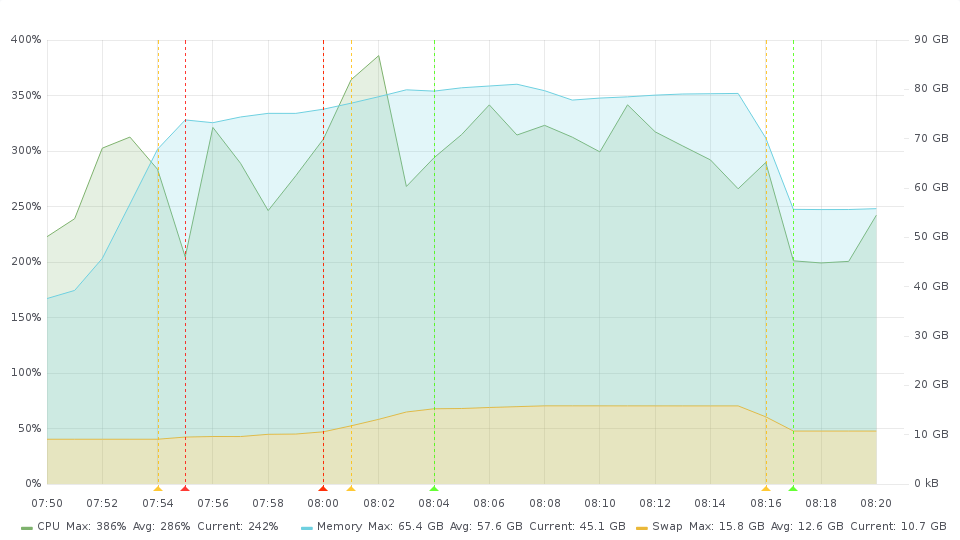 400% 90 GB
350% 80 GB
300% 70 GB
250% 60 GB
200% 50 GB
150% 40 GB
100% 30 GB
50% 20 GB
0% 10 GB
0 kB
07:50 07:52 07:54 07:56 07:58 08:00 08:02 08:04 08:06 08:08 08:10 08:12 08:14 08:16 08:18 08:20
CPU Max: 386% Avg: 286% Current: 242% Memory Max: 65.4 GB Avg: 57.6 GB Current: 45.1 GB Swap Max: 15.8 GB Avg: 12.6 GB Current: 10.7 GB